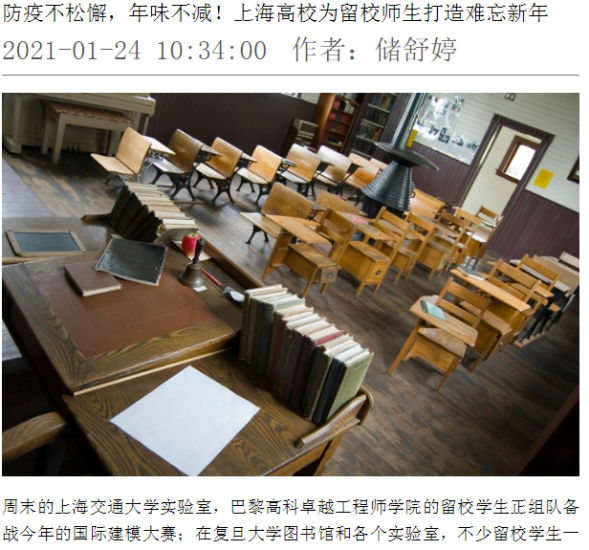 防疫不松懈，年味不减！上海高校为留校师生打造难忘新年
2021-01-24 10:34:00 作者：储舒婷
周末的上海交通大学实验室，巴黎高科卓越工程师学院的留校学生正组队备
战今年的国际建模大赛；在复旦大学图书馆和各个实验室，不少留校学生一